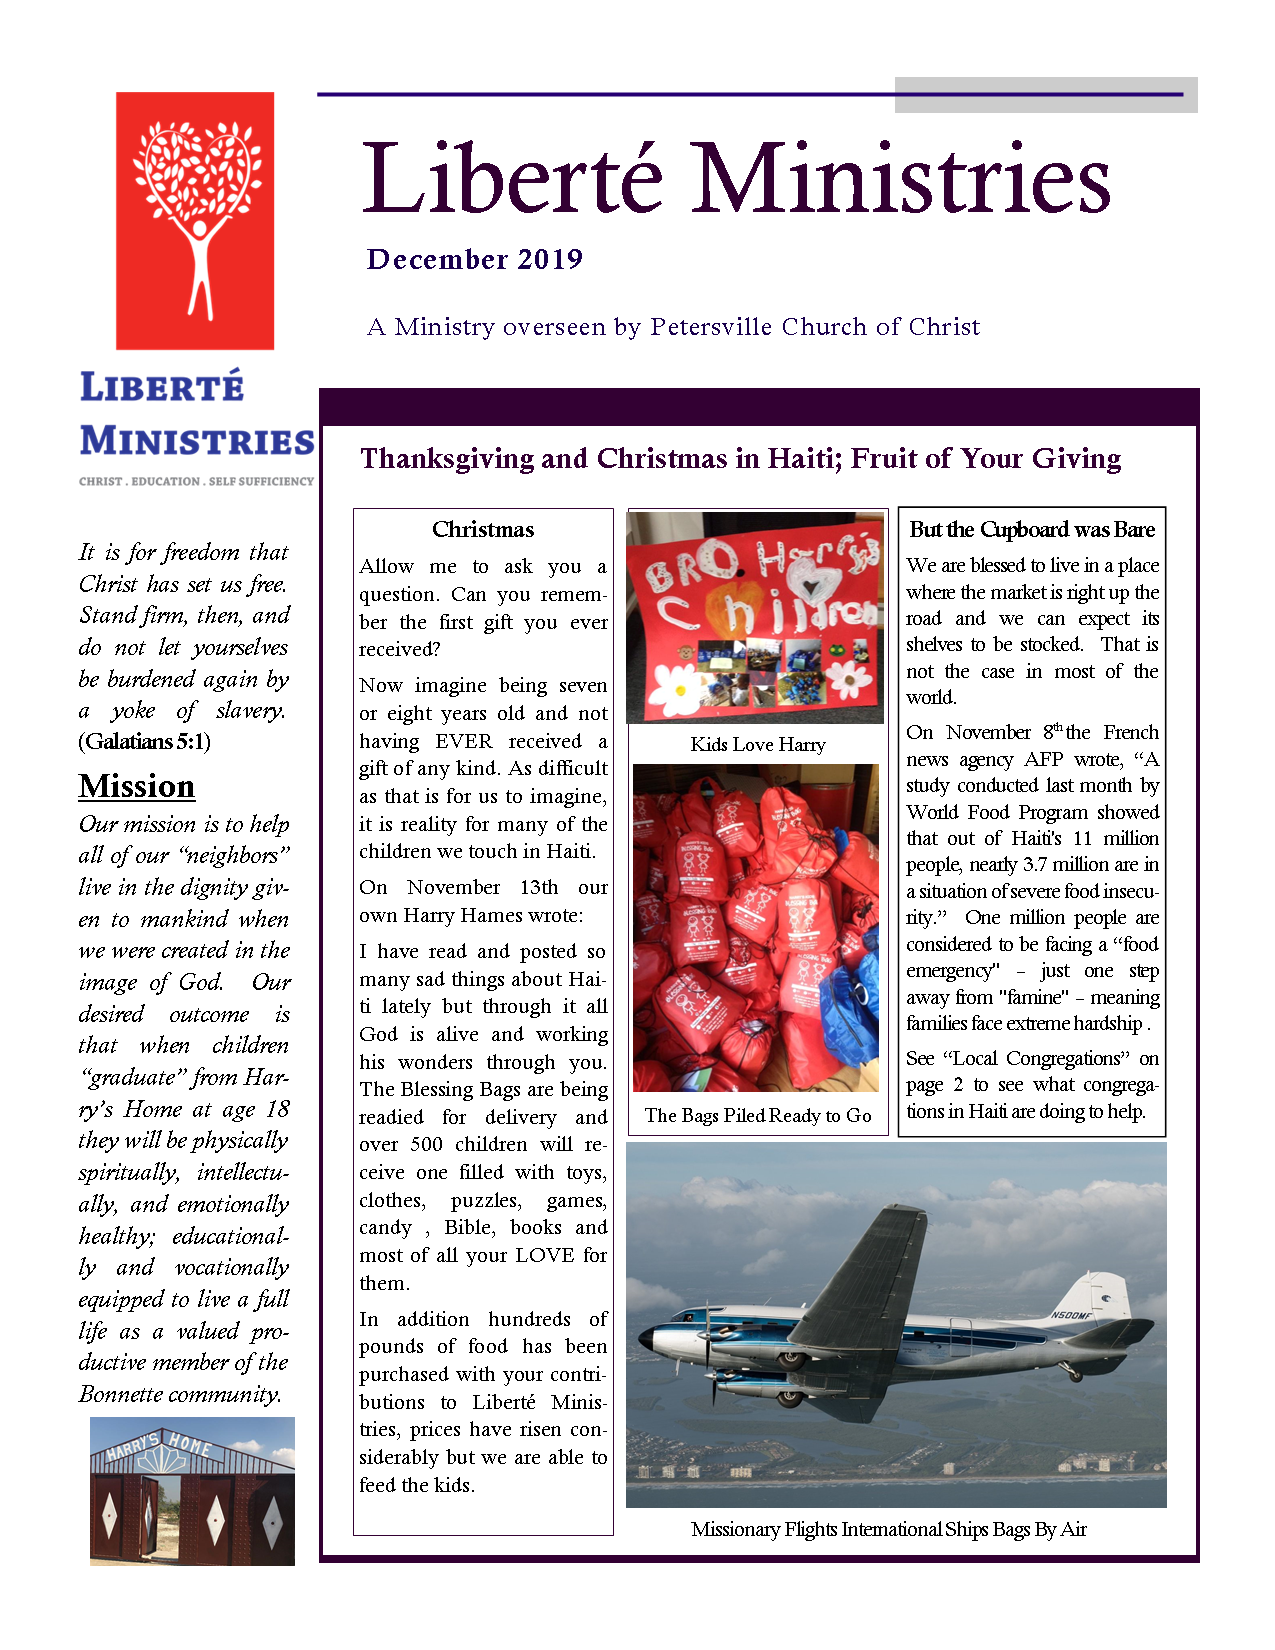 Liberté Ministries
December 2019
A Ministry overseen by Petersville Church of Christ
LIBERTÉ
MINISTRIES
CHRIST . EDUCATION . SELF SUFFICIENCY
It is for freedom that
Christ has set us free.
Stand firm, then, and
do not let yourselves
be burdened again by
a yoke of slavery.
(Galatians 5:1)
Mission
Our mission is to help
all of our “neighbors”
live in the dignity giv-
en to mankind when
we were created in the
image of God. Our
desired outcome is
that when children
“graduate” from Har-
ry’s Home at age 18
they will be physically
spiritually, intellectu-
ally, and emotionally
healthy; educational-
ly and vocationally
equipped to live a full
life as a valued pro-
ductive member of the
Bonnette community.
HARRY'S HOME
Thanksgiving and Christmas in Haiti; Fruit of Your Giving
Christmas
Allow me to ask you a
question. Can you remem-
ber the first gift you ever
received?
Now imagine being seven
or eight years old and not
having EVER received a
gift of any kind. As difficult
as that is for us to imagine,
it is reality for many of the
children we touch in Haiti.
On November 13th our
own Harry Hames wrote:
I have read and posted so
many sad things about Hai-
ti lately but through it all
God is alive and working
his wonders through you.
The Blessing Bags are being
readied for delivery and
over 500 children will re-
ceive one filled with toys,
clothes, puzzles, games,
candy , Bible, books and
most of all your LOVE for
them.
In addition hundreds of
pounds of food has been
purchased with your contri-
butions to Liberté Minis-
tries, prices have risen con-
siderably but we are able to
feed the kids.
BRO. Harry's
Children
Kids Love Harry
BLESSING BAG
The Bags Piled Ready to Go
But the Cupboard was Bare
We are blessed to live in a place
where the market is right up the
road and we can expect its
shelves to be stocked. That is
not the case in most of the
world.
On November 8th the French
news agency AFP wrote, “A
study conducted last month by
World Food Program showed
that out of Haiti's 11 million
people, nearly 3.7 million are in
a situation of severe food insecu-
rity.” One million people are
considered to be facing a “food
emergency" – just one step
away from "famine" – meaning
families face extreme hardship .
See “Local Congregations” on
page 2 to see what congrega-
tions in Haiti are doing to help.
N500MF
Missionary Flights International Ships Bags By Air